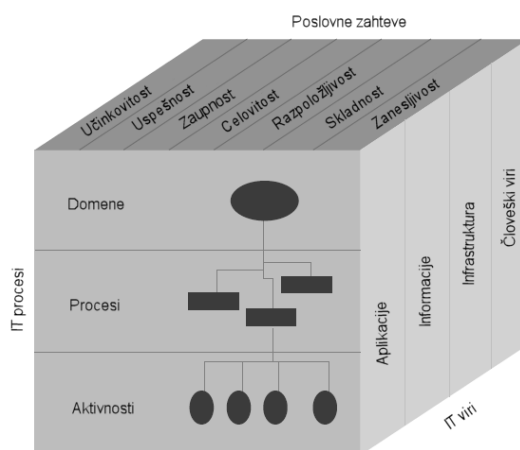 Poslovne zahteve
Učinkovitost
Uspešnost
Zaupnost
Celovitost
Razpoložljivost
Skladnost
Zanesljivost
IT procesi
Domene
Procesi
Aktivnosti
Aplikacije
Informacije
Infrastruktura
Človeški viri
IT viri